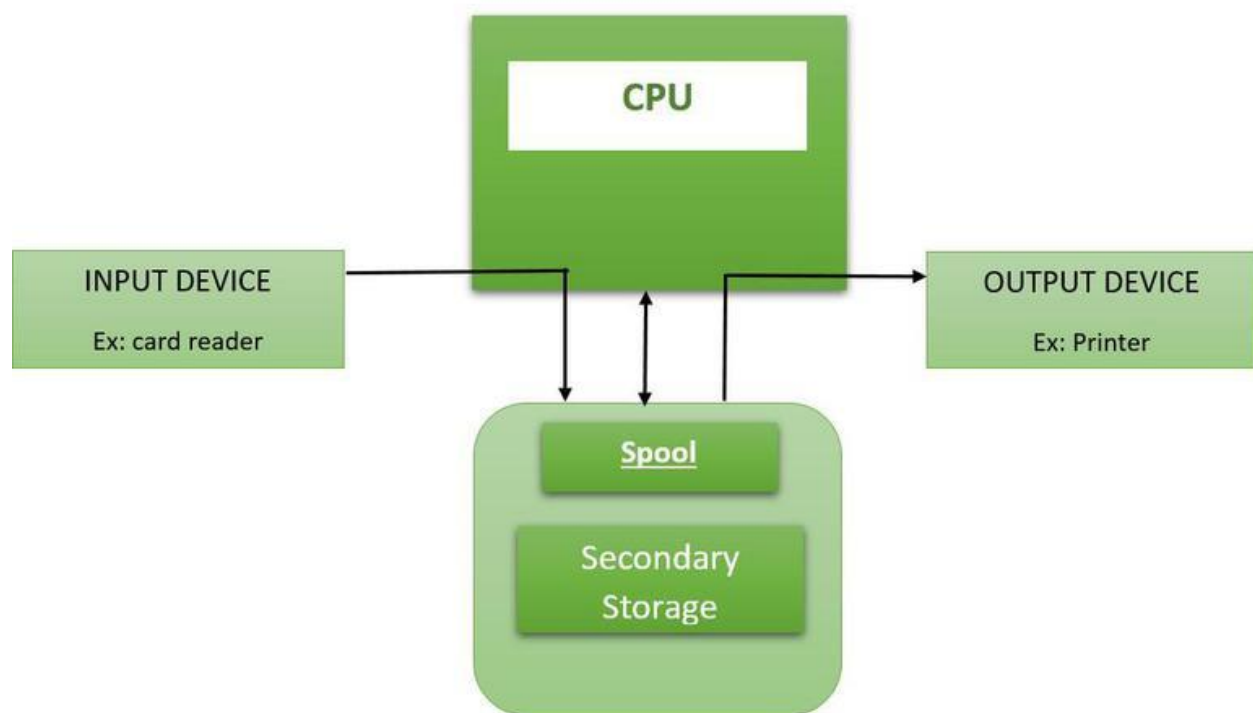 CPU
INPUT DEVICE
Ex: card reader
OUTPUT DEVICE
Ex: Printer
Spool
Secondary
Storage